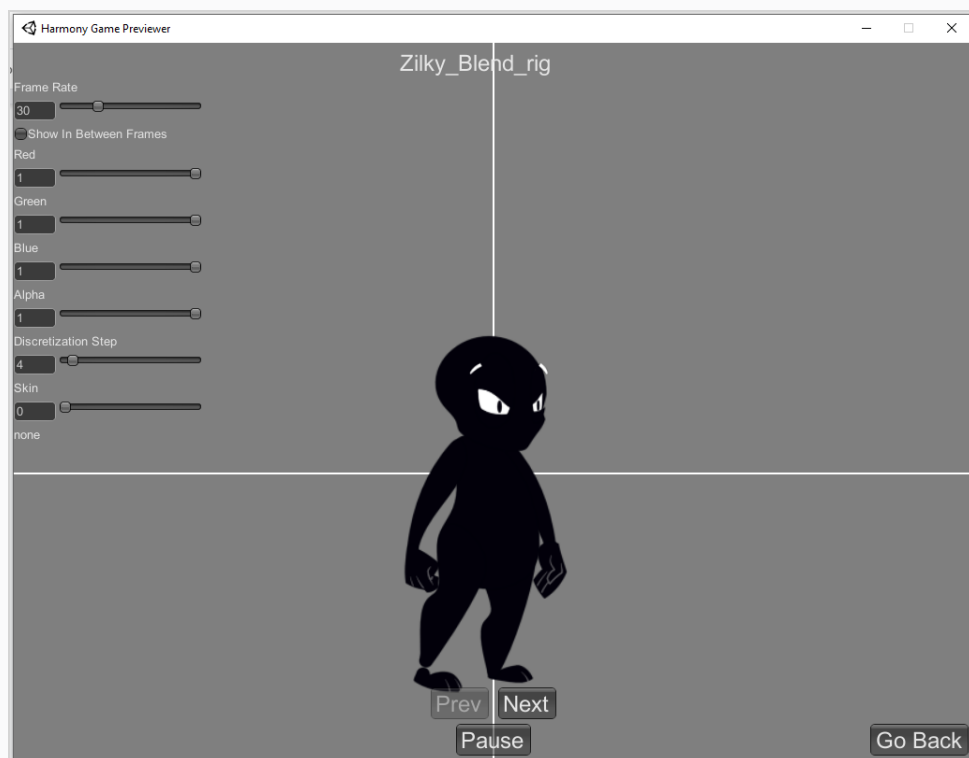 Harmony Game Previewer
Zilky_Blend_rig
Frame Rate
30
Show In Between Frames
Red
1
Green
1
Blue
1
Alpha
1
Discretization Step
4
Skin
0
none
Prev
Next
Pause
Go Back